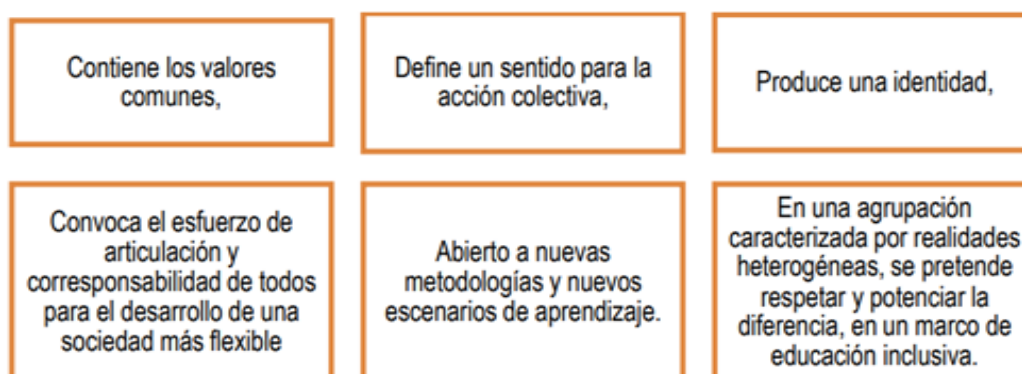 Contiene los valores
comunes,
Define un sentido para la
acción colectiva,
Produce una identidad,
Convoca el esfuerzo de
articulación y
corresponsabilidad de todos
para el desarrollo de una
sociedad más flexible
Abierto a nuevas
metodologías y nuevos
escenarios de aprendizaje.
En una agrupación
caracterizada por realidades
heterogéneas, se pretende
respetar y potenciar la
diferencia, en un marco de
educación inclusiva.